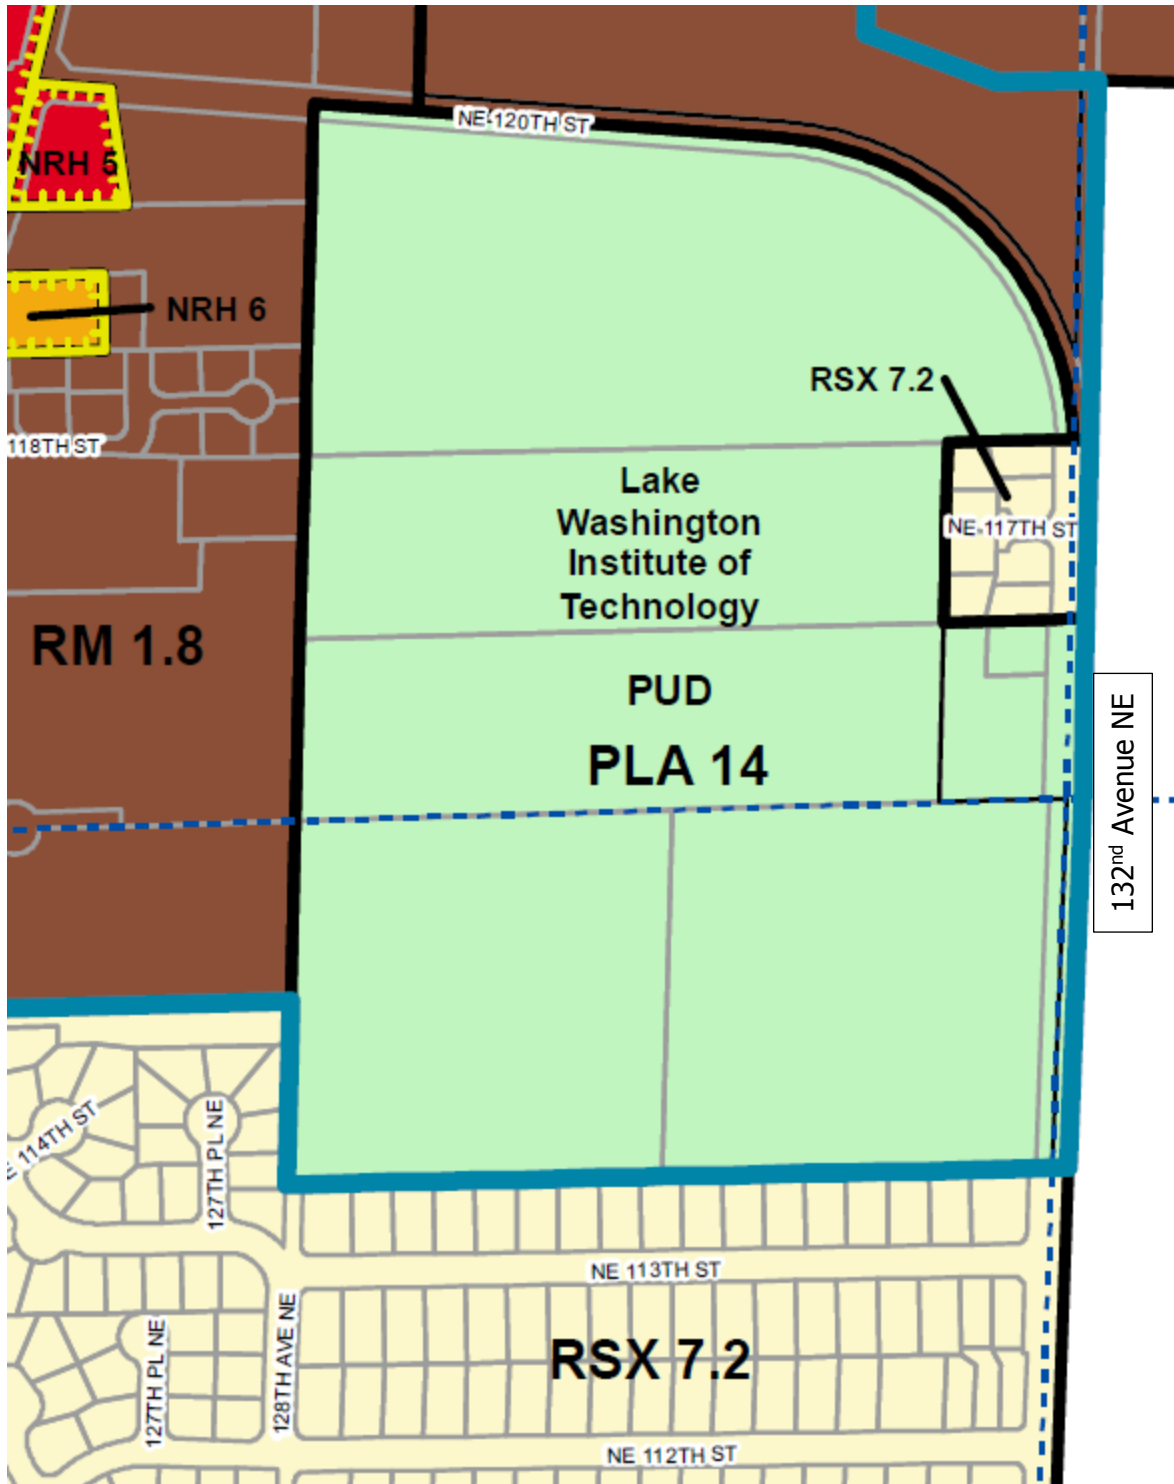 NE 120TH ST
NRH 5
NRH 6
RSX 7.2
118TH ST
Lake
Washington
Institute of
Technology
NE 117TH ST
RM 1.8
PUD
PLA 14
132nd Avenue NE
E 114TH ST
127TH PL NE
NE 113TH ST
128TH AVE NE
127TH PL NE
RSX 7.2
NE 112TH ST